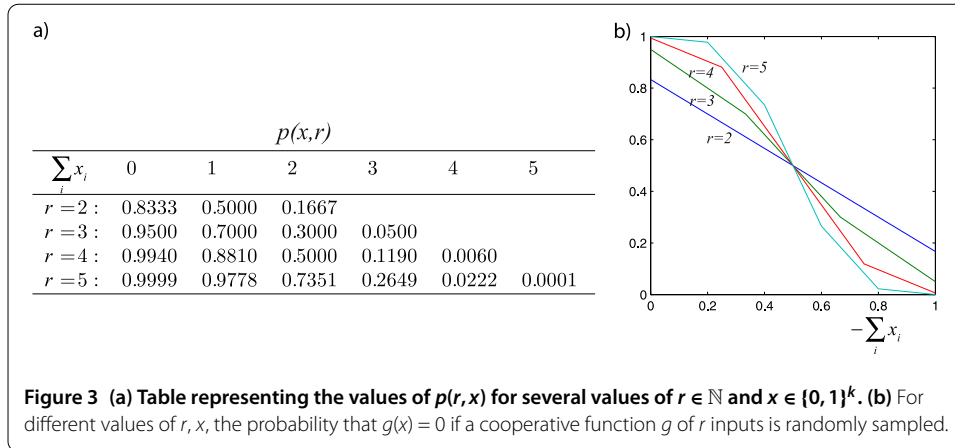 a)
p(x,r)
∑ᵢ xᵢ 0 1 2 3 4 5
r = 2 : 0.8333 0.5000 0.1667
r = 3 : 0.9500 0.7000 0.3000 0.0500
r = 4 : 0.9940 0.8810 0.5000 0.1190 0.0060
r = 5 : 0.9999 0.9778 0.7351 0.2649 0.0222 0.0001
b)
1
0.8
0.6
0.4
0.2
0
r=5
r=4
r=3
r=2
0 0.2 0.4 0.6 0.8 1
−∑ᵢ xᵢ
Figure 3 (a) Table representing the values of p(r, x) for several values of r ∈ ℕ and x ∈ {0, 1}ᵏ. (b) For
different values of r, x, the probability that g(x) = 0 if a cooperative function g of r inputs is randomly sampled.